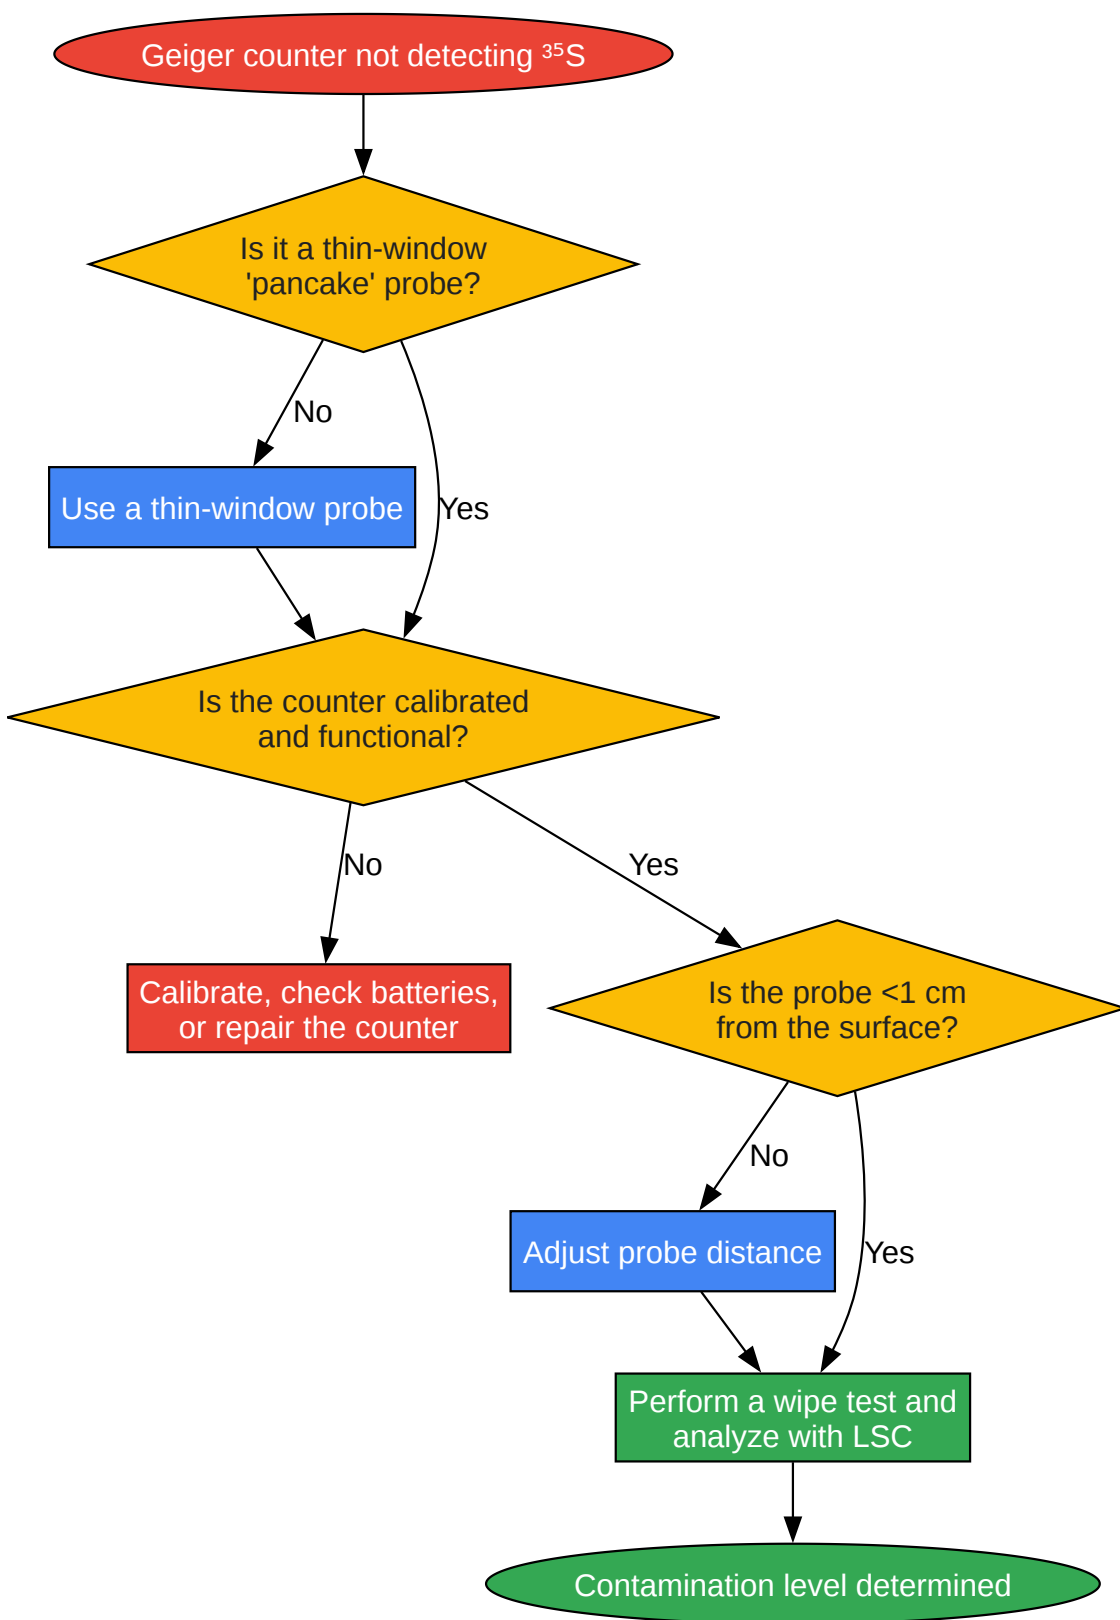 Geiger counter not detecting ³⁵S
Is it a thin-window
'pancake' probe?
No
Use a thin-window probe
Yes
Is the counter calibrated
and functional?
No
Yes
Calibrate, check batteries,
or repair the counter
Is the probe <1 cm
from the surface?
No
Adjust probe distance
Yes
Perform a wipe test and
analyze with LSC
Contamination level determined